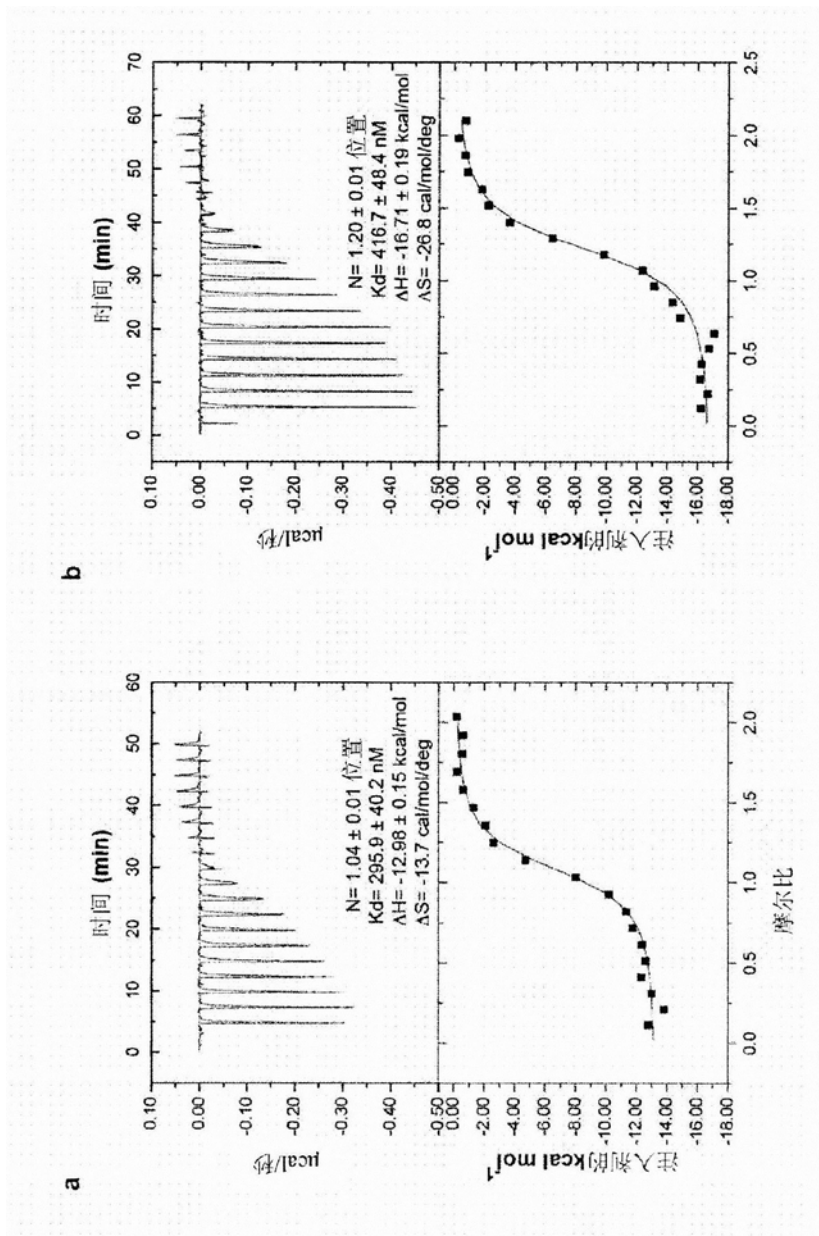 a
时间 (min)
0 10 20 30 40 50 60
0.10
0.00
-0.10
-0.20
-0.30
-0.40
-0.50
μcal/秒
N= 1.04 ± 0.01 位置
Kd= 295.9 ± 40.2 nM
ΔH= -12.98 ± 0.15 kcal/mol
ΔS= -13.7 cal/mol/deg
0.00
-2.00
-4.00
-6.00
-8.00
-10.00
-12.00
-14.00
-16.00
-18.00
注入剂的kcal mol⁻¹
0.0 0.5 1.0 1.5 2.0
摩尔比
b
时间 (min)
0 10 20 30 40 50 60 70
0.10
0.00
-0.10
-0.20
-0.30
-0.40
-0.50
μcal/秒
N= 1.20 ± 0.01 位置
Kd= 416.7 ± 48.4 nM
ΔH= -16.71 ± 0.19 kcal/mol
ΔS= -26.8 cal/mol/deg
0.00
-2.00
-4.00
-6.00
-8.00
-10.00
-12.00
-14.00
-16.00
-18.00
注入剂的kcal mol⁻¹
0.0 0.5 1.0 1.5 2.0 2.5